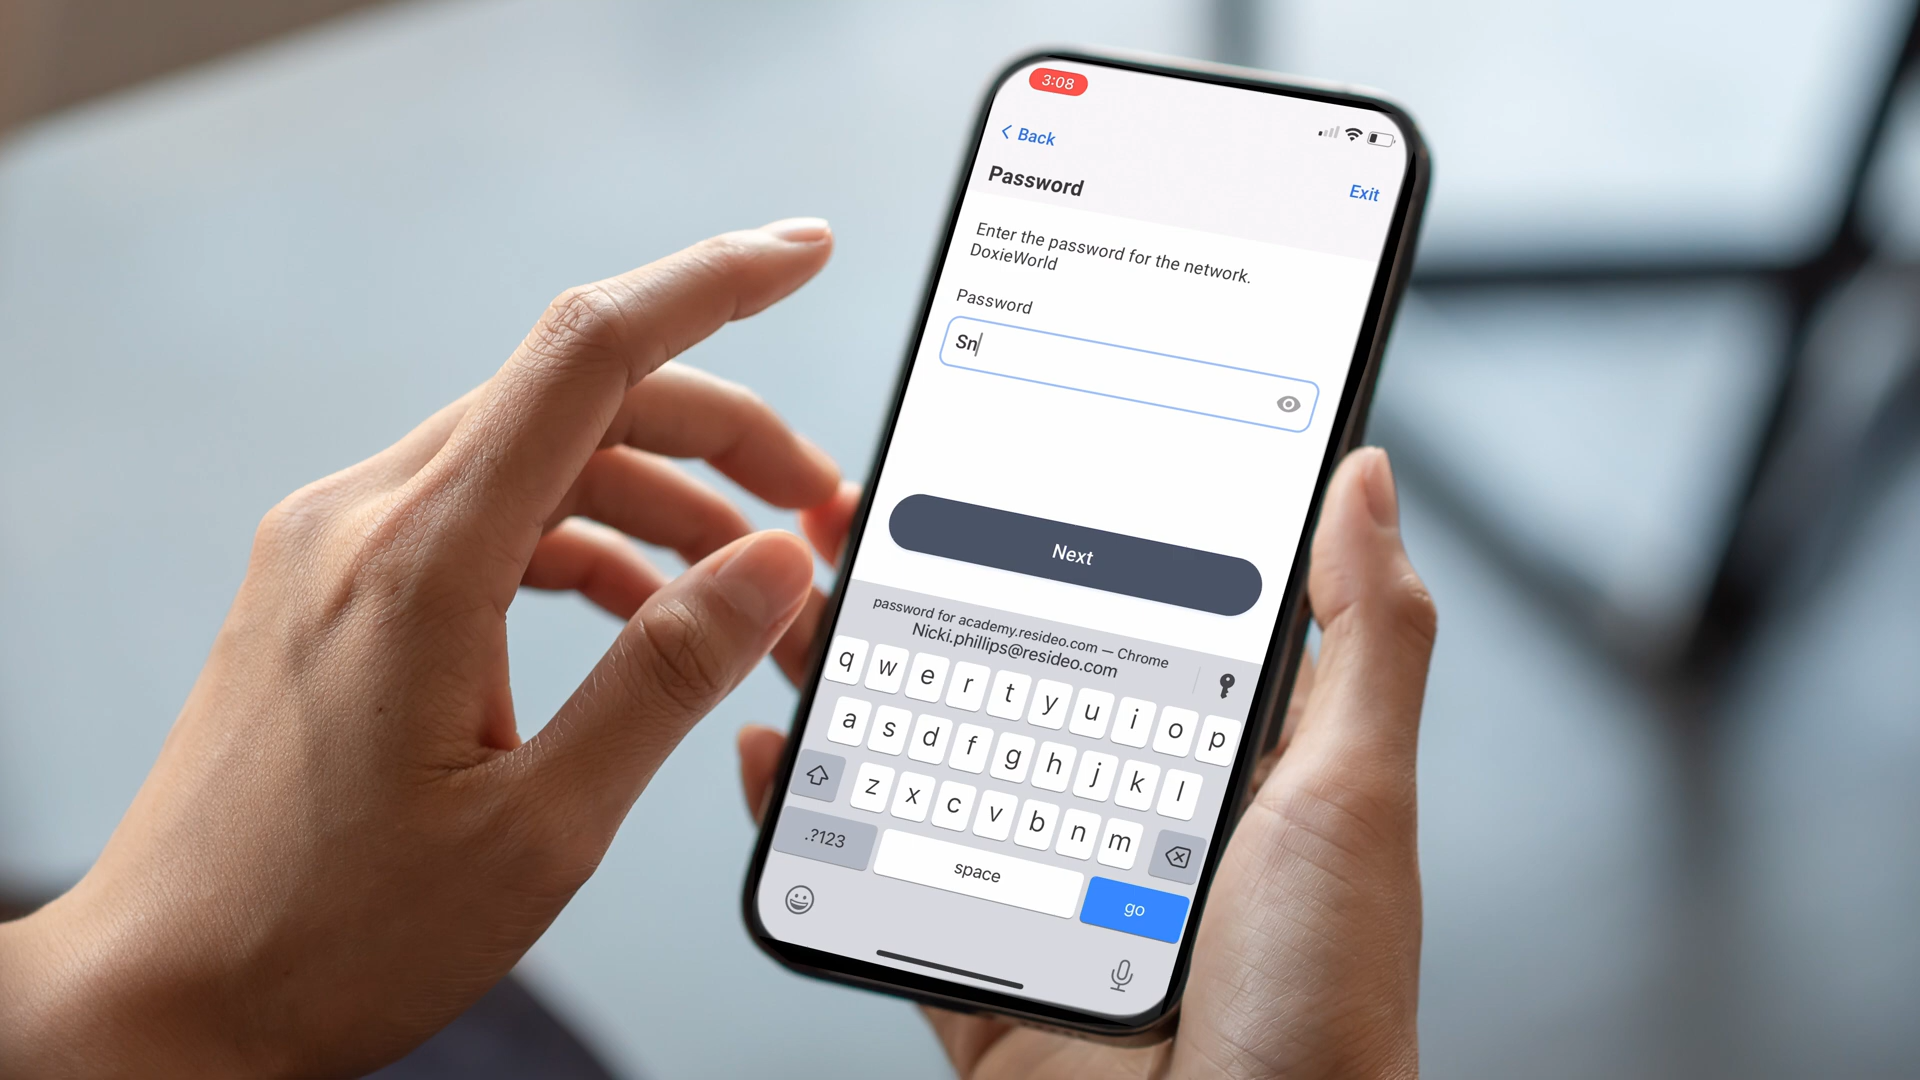 3:08
Back
Password
Exit
Enter the password for the network.
DoxieWorld
Password
Sn
Next
password for academy.resideo.com — Chrome
Nicki.phillips@resideo.com
q w e r t y u i o p
a s d f g h j k l
z x c v b n m
.?123
space
go